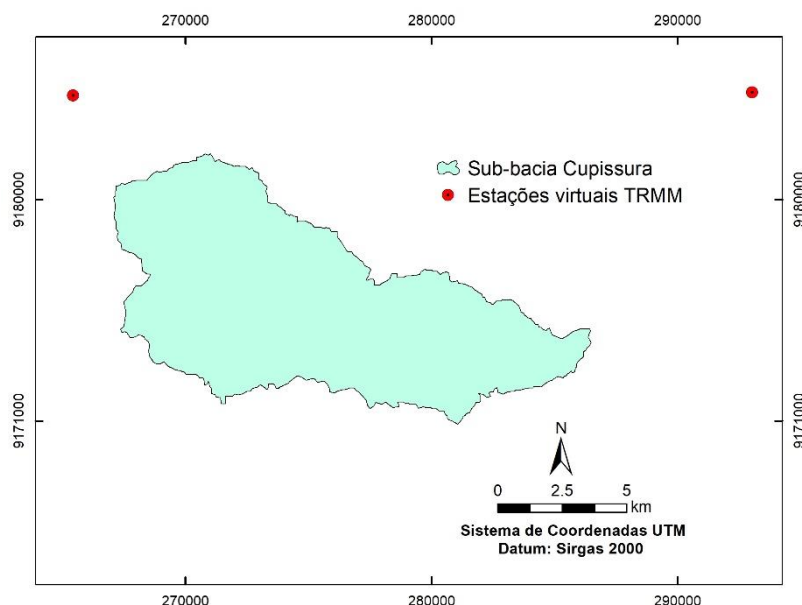 270000 280000 290000
Sub-bacia Cupissura
Estações virtuais TRMM
9180000 9180000
9171000 9171000
N
0 2.5 5
km
Sistema de Coordenadas UTM
Datum: Sirgas 2000
270000 280000 290000